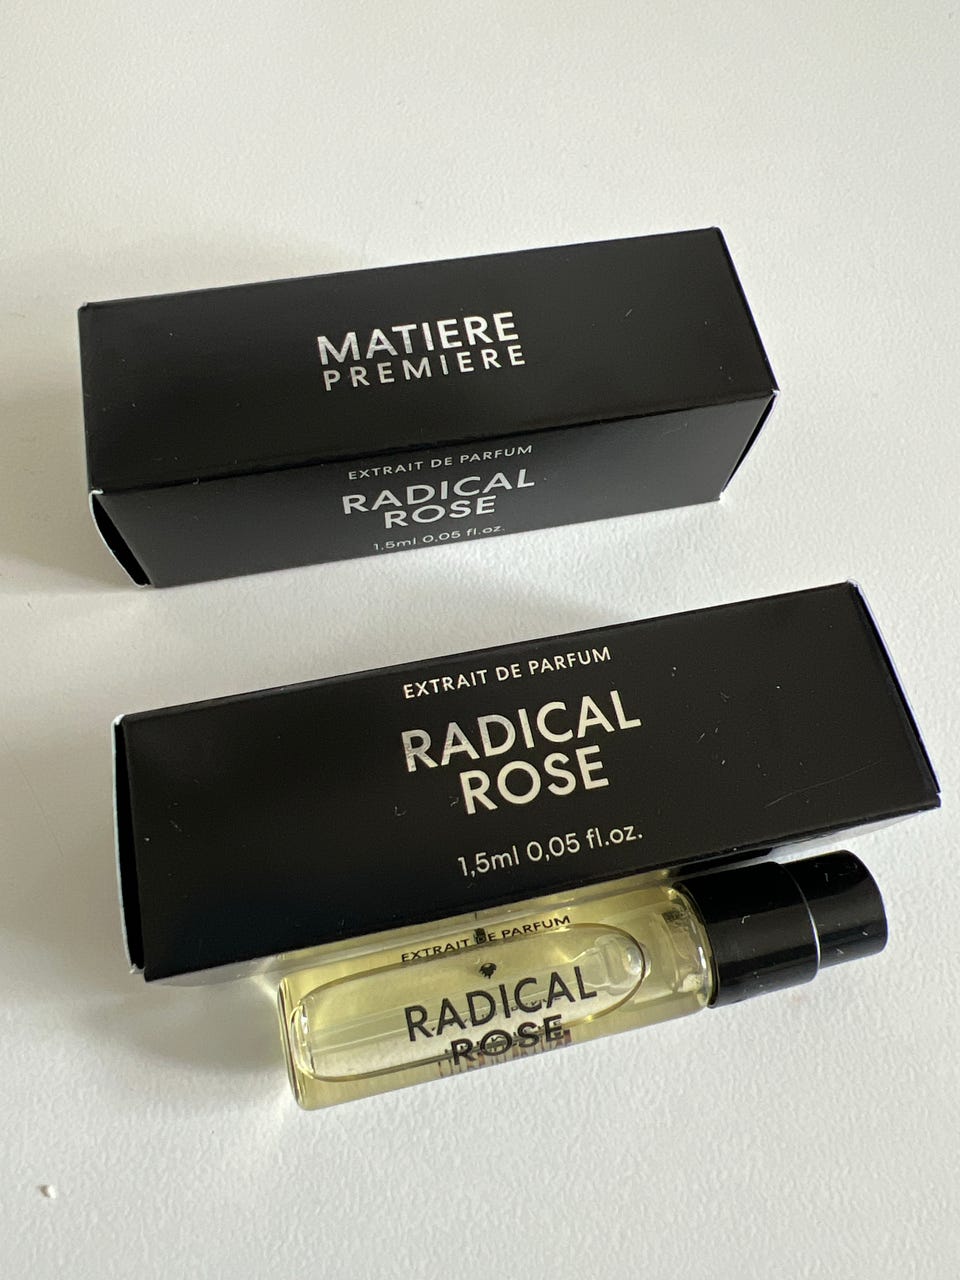 MATIERE
PREMIERE
EXTRAIT DE PARFUM
RADICAL
ROSE
1,5ml 0,05 fl.oz.
EXTRAIT DE PARFUM
RADICAL
ROSE
1,5ml 0,05 fl.oz.
EXTRAIT DE PARFUM
RADICAL
ROSE